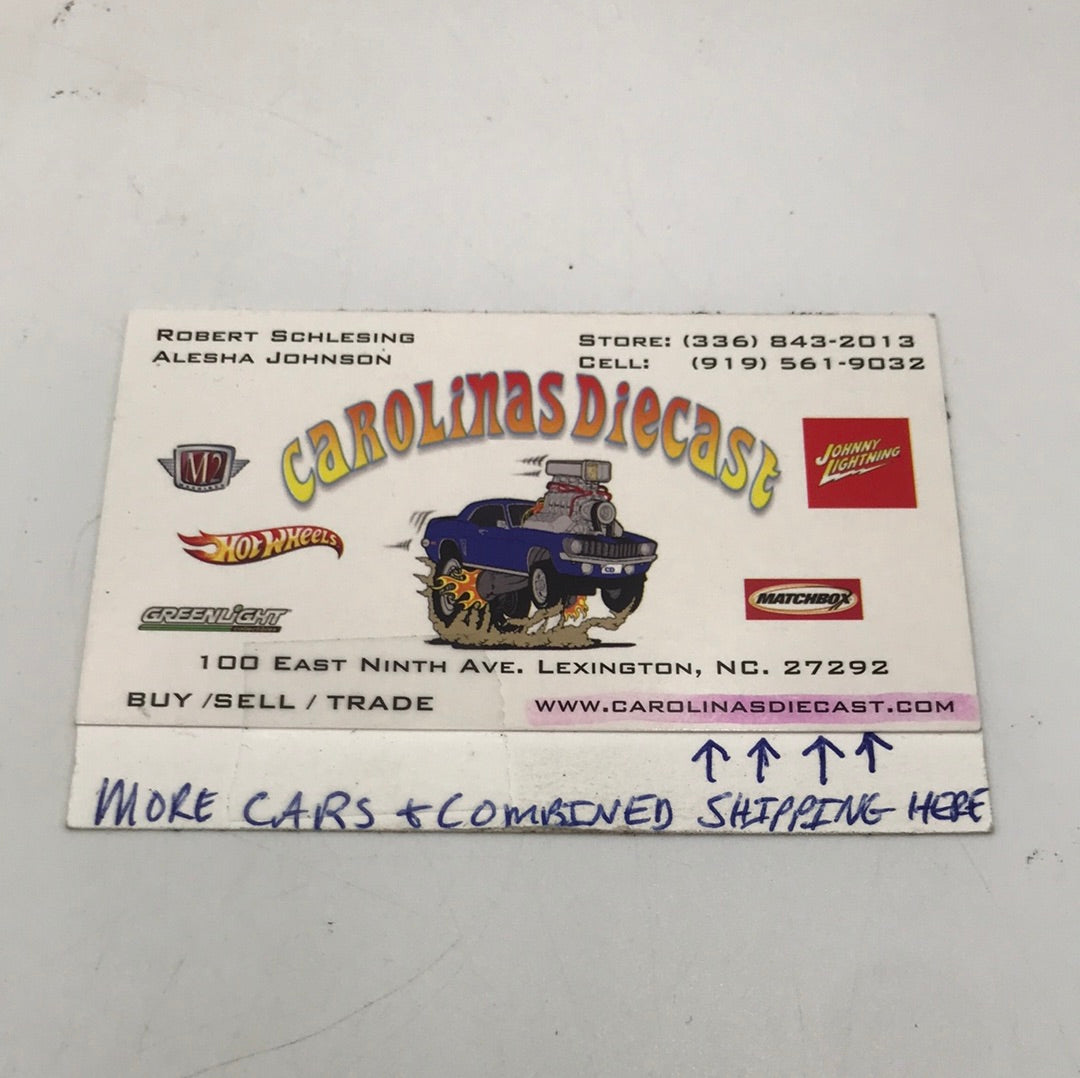 ROBERT SCHLESING
ALESHA JOHNSON
STORE: (336) 843-2013
CELL: (919) 561-9032
CAROLINAS DIECAST
M2
JOHNNY
LIGHTNING
HOT WHEELS
GREENLIGHT
MATCHBOX
CD
100 EAST NINTH AVE. LEXINGTON, NC. 27292
BUY /SELL / TRADE
WWW.CAROLINASDIECAST.COM
↑ ↑ ↑ ↑
MORE CARS + COMBINED SHIPPING HERE